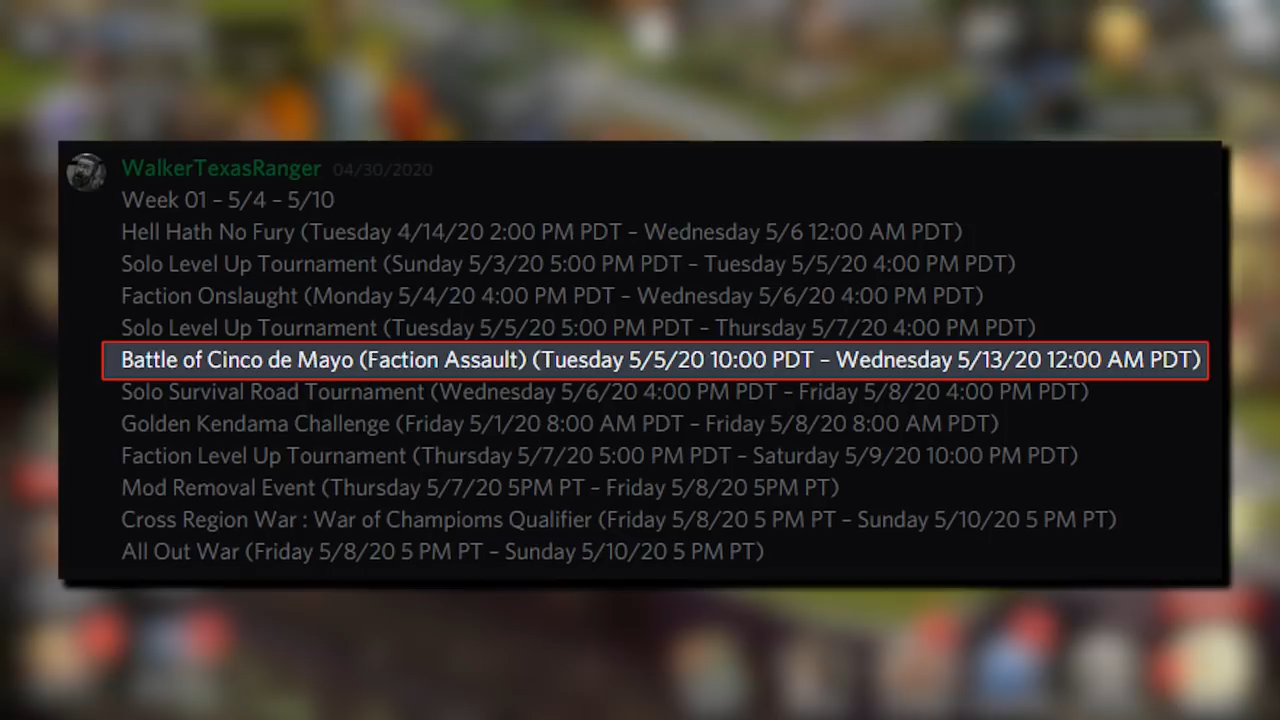 WalkerTexasRanger 04/30/2020
Week 01 – 5/4 – 5/10
Hell Hath No Fury (Tuesday 4/14/20 2:00 PM PDT – Wednesday 5/6 12:00 AM PDT)
Solo Level Up Tournament (Sunday 5/3/20 5:00 PM PDT – Tuesday 5/5/20 4:00 PM PDT)
Faction Onslaught (Monday 5/4/20 4:00 PM PDT – Wednesday 5/6/20 4:00 PM PDT)
Solo Level Up Tournament (Tuesday 5/5/20 5:00 PM PDT – Thursday 5/7/20 4:00 PM PDT)
Battle of Cinco de Mayo (Faction Assault) (Tuesday 5/5/20 10:00 PDT – Wednesday 5/13/20 12:00 AM PDT)
Solo Survival Road Tournament (Wednesday 5/6/20 4:00 PM PDT – Friday 5/8/20 4:00 PM PDT)
Golden Kendama Challenge (Friday 5/1/20 8:00 AM PDT – Friday 5/8/20 8:00 AM PDT)
Faction Level Up Tournament (Thursday 5/7/20 5:00 PM PDT – Saturday 5/9/20 10:00 PM PDT)
Mod Removal Event (Thursday 5/7/20 5PM PT – Friday 5/8/20 5PM PT)
Cross Region War : War of Champioms Qualifier (Friday 5/8/20 5 PM PT – Sunday 5/10/20 5 PM PT)
All Out War (Friday 5/8/20 5 PM PT – Sunday 5/10/20 5 PM PT)